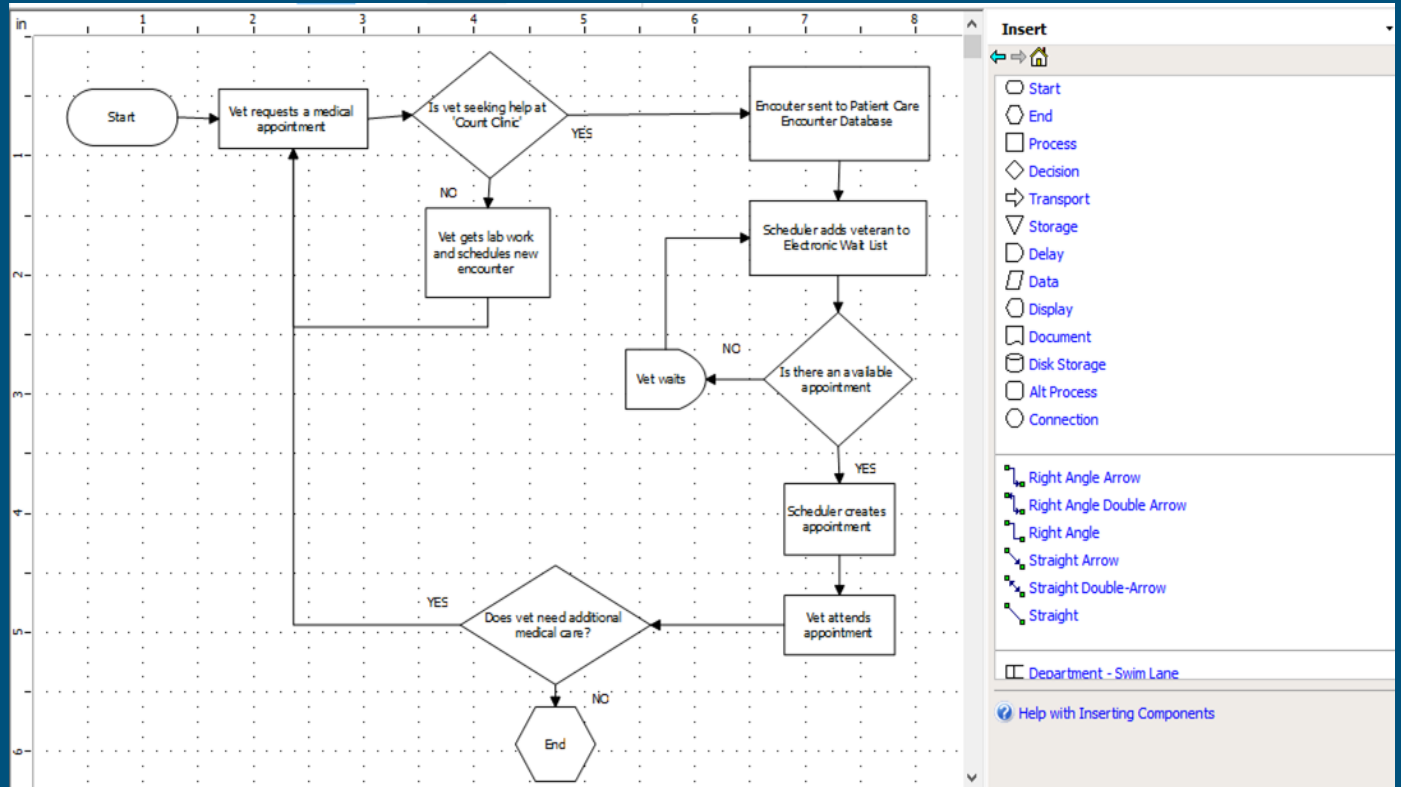 in
1 2 3 4 5 6 7 8
Start
Vet requests a medical
appointment
Is vet seeking help at
'Count Clinic'
YES
Encouter sent to Patient Care
Encounter Database
1
NO
Vet gets lab work
and schedules new
encounter
Scheduler adds veteran to
Electronic Wait List
2
NO
Vet waits
Is there an available
appointment
3
YES
Scheduler creates
appointment
4
YES
Does vet need additional
medical care?
Vet attends
appointment
5
NO
End
6
Insert
Start
End
Process
Decision
Transport
Storage
Delay
Data
Display
Document
Disk Storage
Alt Process
Connection
Right Angle Arrow
Right Angle Double Arrow
Right Angle
Straight Arrow
Straight Double-Arrow
Straight
Department - Swim Lane
Help with Inserting Components